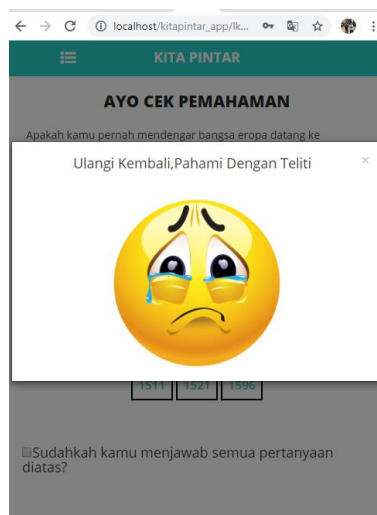 localhost/kitapintar_app/lk...
KITA PINTAR
AYO CEK PEMAHAMAN
Apakah kamu pernah mendengar bangsa eropa datang ke
Ulangi Kembali,Pahami Dengan Teliti ×
1511 1521 1596
Sudahkah kamu menjawab semua pertanyaan
diatas?